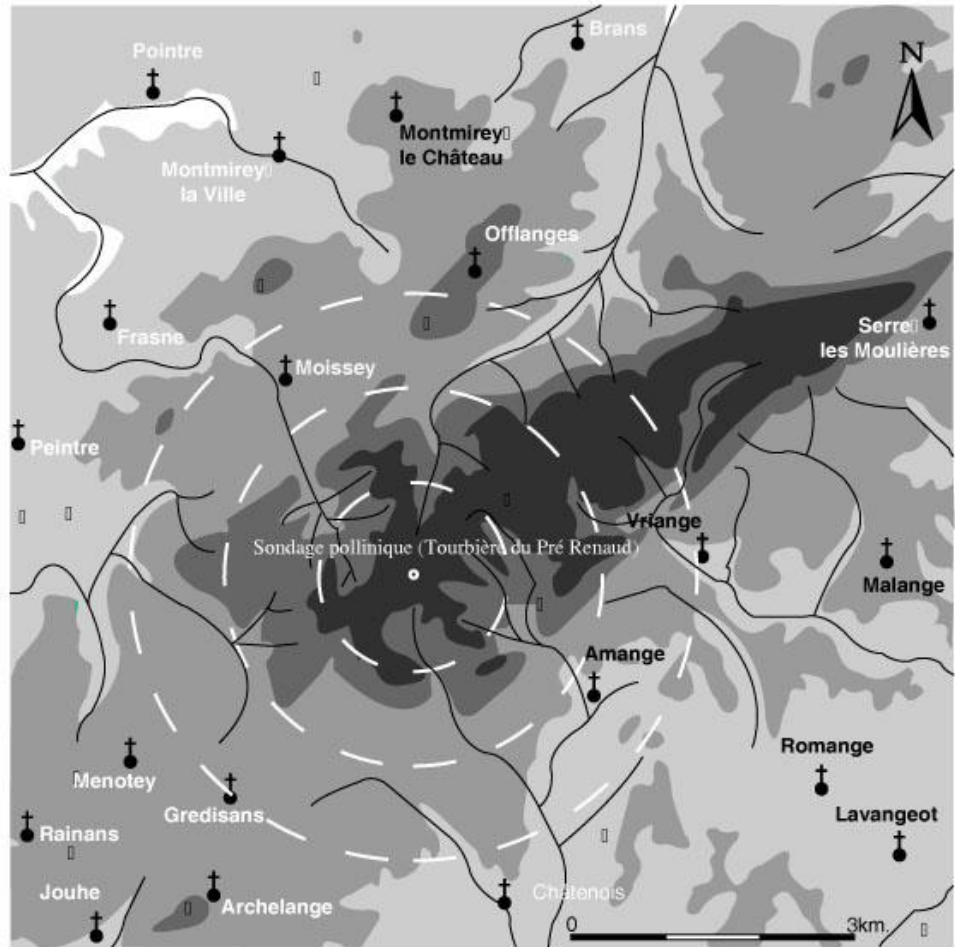 Brans
Pointre
N
Montmirey
le Château
Montmirey
la Ville
Offlanges
Frasne
Serre
les Moulières
Moissey
Peintre
Vriange
Sondage pollinique (Tourbière du Pré Renaud)
Malange
Amange
Romange
Menotey
Gredisans
Lavangeot
Rainans
Jouhe
Archelange
Châtenois
0
3km.